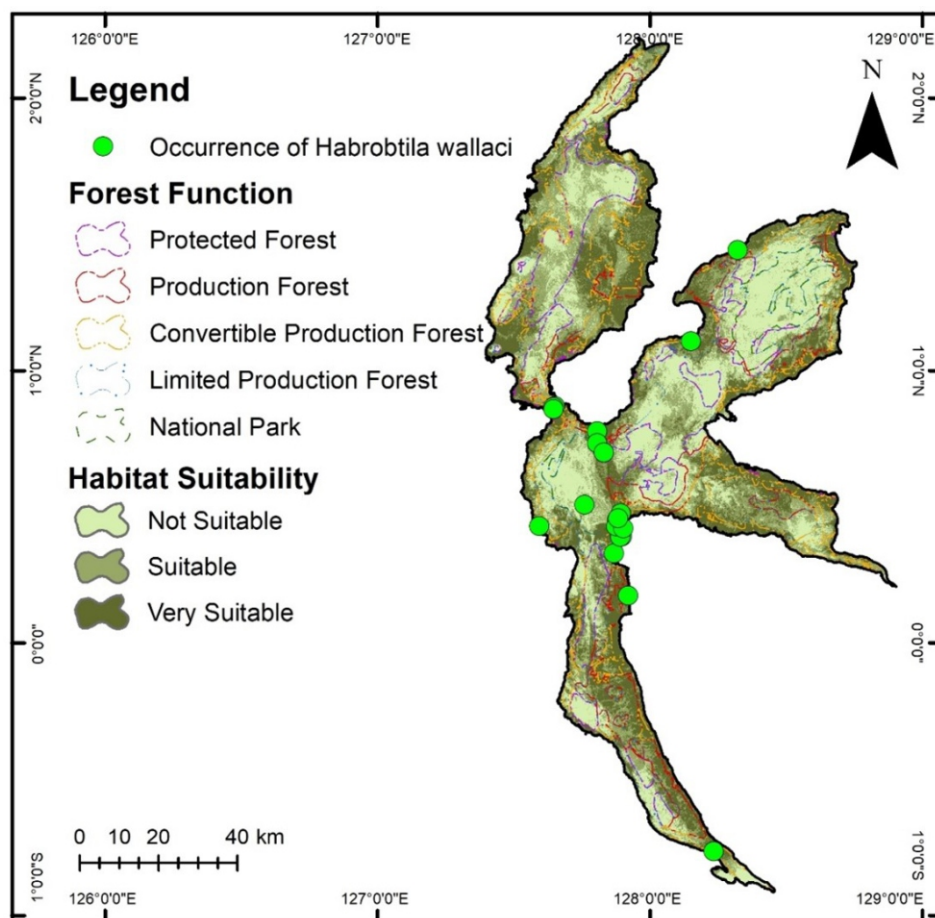 126°0'0"E 127°0'0"E 128°0'0"E 129°0'0"E
2°0'0"N
2°0'0"N
N
Legend
Occurrence of Habrobtila wallaci
Forest Function
Protected Forest
Production Forest
Convertible Production Forest
Limited Production Forest
National Park
1°0'0"N
1°0'0"N
Habitat Suitability
Not Suitable
Suitable
Very Suitable
0°0'0"
0°0'0"
0 10 20 40 km
1°0'0"S
1°0'0"S
126°0'0"E 127°0'0"E 128°0'0"E 129°0'0"E